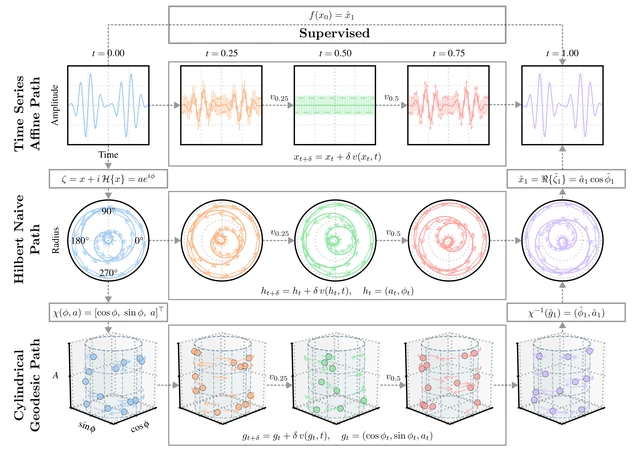 f(x₀) = x̂₁
Supervised
t = 0.00 t = 0.25 t = 0.50 t = 0.75 t = 1.00
Time Series
Affine Path
Amplitude
v₀.₂₅ v₀.₅
Time
x_{t+δ} = x_t + δ v(x_t, t)
ζ = x + i ℋ{x} = ae^{iφ}
x̂₁ = ℜ{ζ̂₁} = â₁ cos φ̂₁
Hilbert Naive
Path
Radius
90°
180° 0°
270°
v₀.₂₅ v₀.₅
h_{t+δ} = h_t + δ v(h_t, t), h_t = (a_t, φ_t)
χ(φ, a) = [cos φ, sin φ, a]^⊤
χ⁻¹(ĝ₁) = (φ̂₁, â₁)
Cylindrical
Geodesic Path
A
v₀.₂₅ v₀.₅
sinϕ cosϕ
g_{t+δ} = g_t + δ v(g_t, t), g_t = (cos φ_t, sin φ_t, a_t)